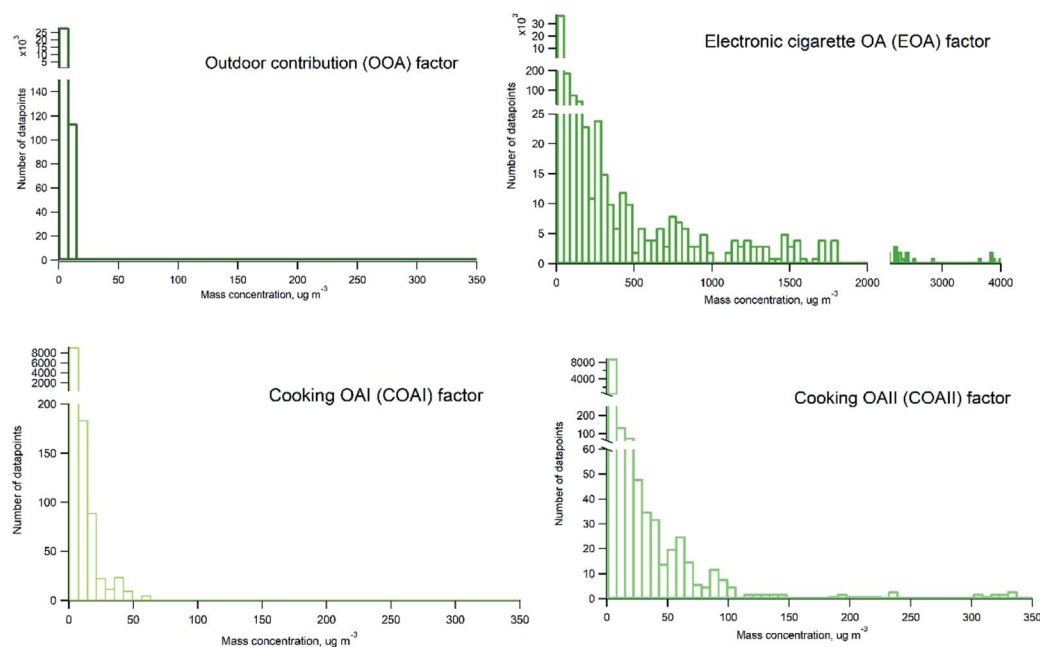 Outdoor contribution (OOA) factor
x10³
25
20
15
10
5
140
120
100
80
60
40
20
0
Number of datapoints
0 50 100 150 200 250 300 350
Mass concentration, ug m⁻³
Electronic cigarette OA (EOA) factor
x10³
30
20
10
200
100
25
20
15
10
5
0
Number of datapoints
0 500 1000 1500 2000 3000 4000
Mass concentration, ug m⁻³
Cooking OAI (COAI) factor
8000
6000
4000
2000
200
150
100
50
0
Number of datapoints
0 50 100 150 200 250 300 350
Mass concentration, ug m⁻³
Cooking OAII (COAII) factor
8000
4000
200
100
60
50
40
30
20
10
0
Number of datapoints
0 50 100 150 200 250 300 350
Mass concentration, ug m⁻³